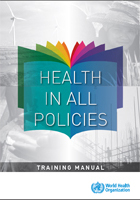 HEALTH
IN ALL
POLICIES
TRAINING MANUAL
World Health
Organization